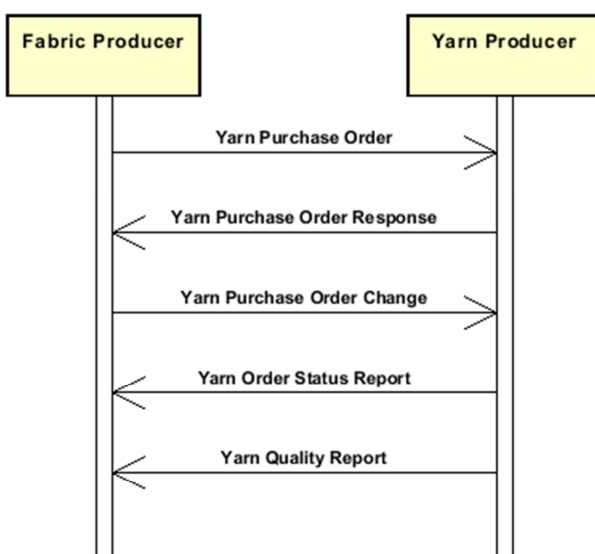 Fabric Producer
Yarn Producer
Yarn Purchase Order
Yarn Purchase Order Response
Yarn Purchase Order Change
Yarn Order Status Report
Yarn Quality Report